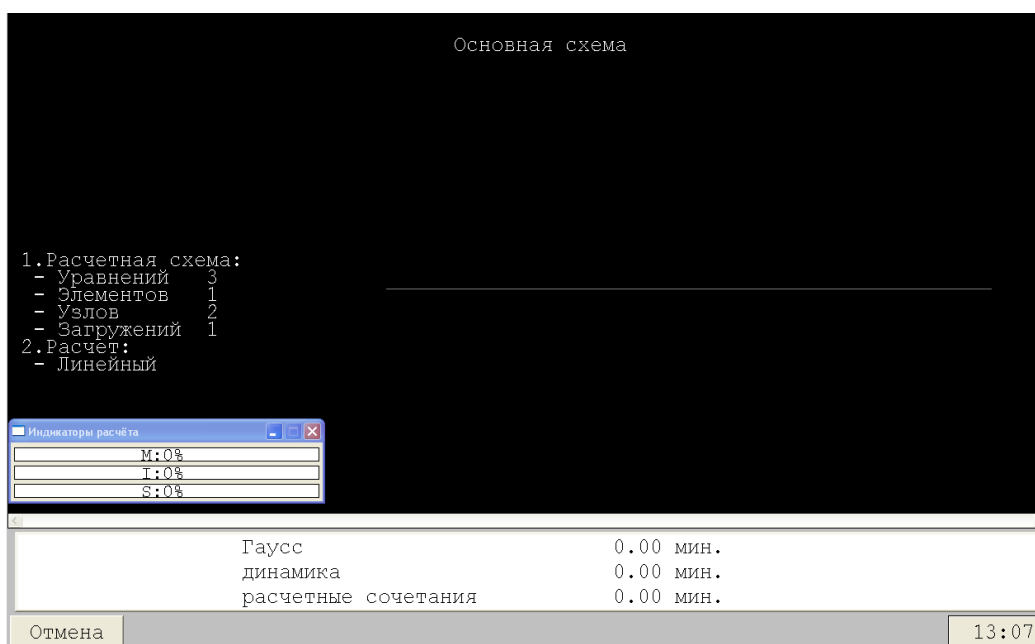 Основная схема
1.Расчетная схема:
- Уравнений 3
- Элементов 1
- Узлов 2
- Загружений 1
2.Расчет:
- Линейный
Индикаторы расчёта
M:0%
I:0%
S:0%
Гаусс 0.00 мин.
динамика 0.00 мин.
расчетные сочетания 0.00 мин.
Отмена 13:07